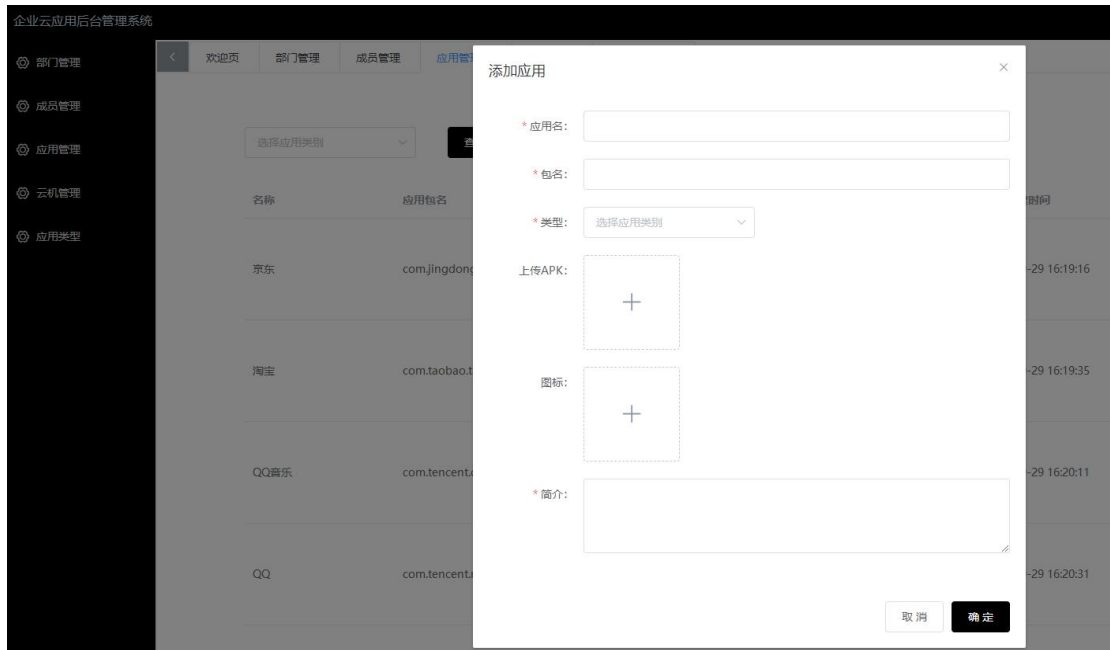 企业云应用后台管理系统
部门管理
成员管理
应用管理
云机管理
应用类型
欢迎页
部门管理
成员管理
应用管
选择应用类别
名称
应用包名
时间
京东
com.jingdong
-29 16:19:16
淘宝
com.taobao.t
-29 16:19:35
QQ音乐
com.tencent.
-29 16:20:11
QQ
com.tencent.
-29 16:20:31
添加应用
*应用名:
*包名:
*类型:
选择应用类别
上传APK:
图标:
*简介:
取消
确定